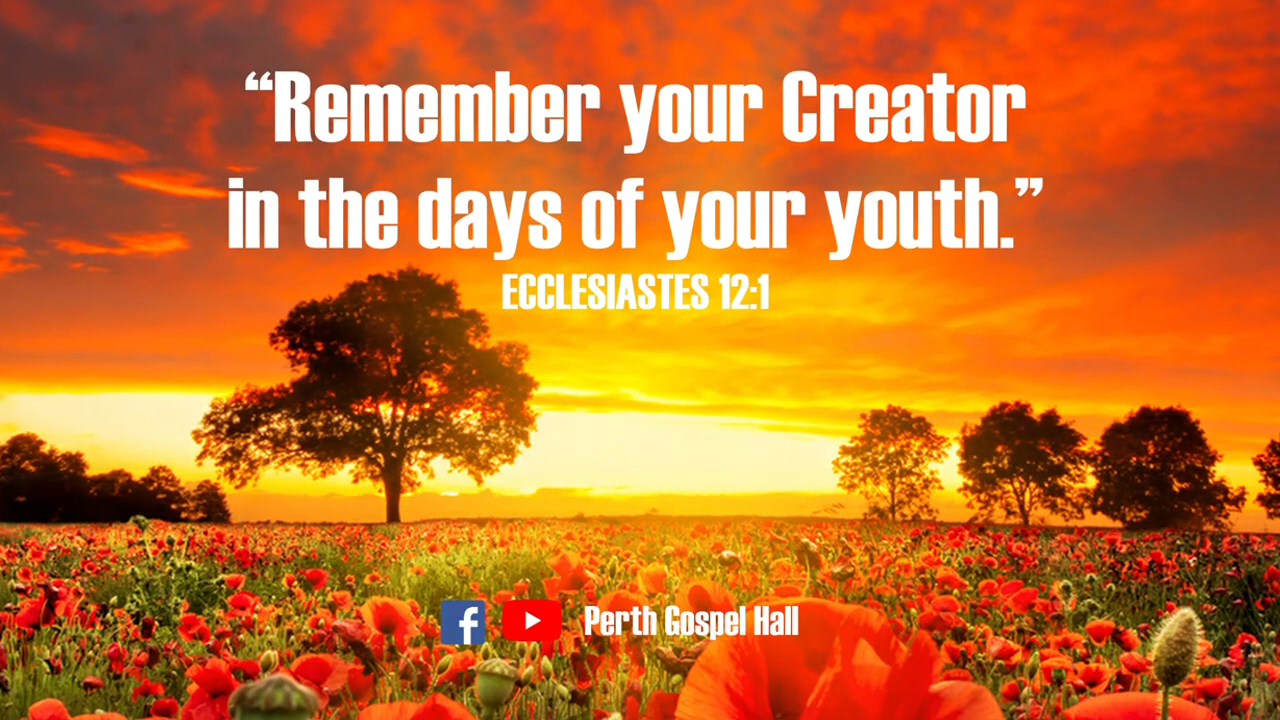 “Remember your Creator
in the days of your youth.”
ECCLESIASTES 12:1
f Perth Gospel Hall